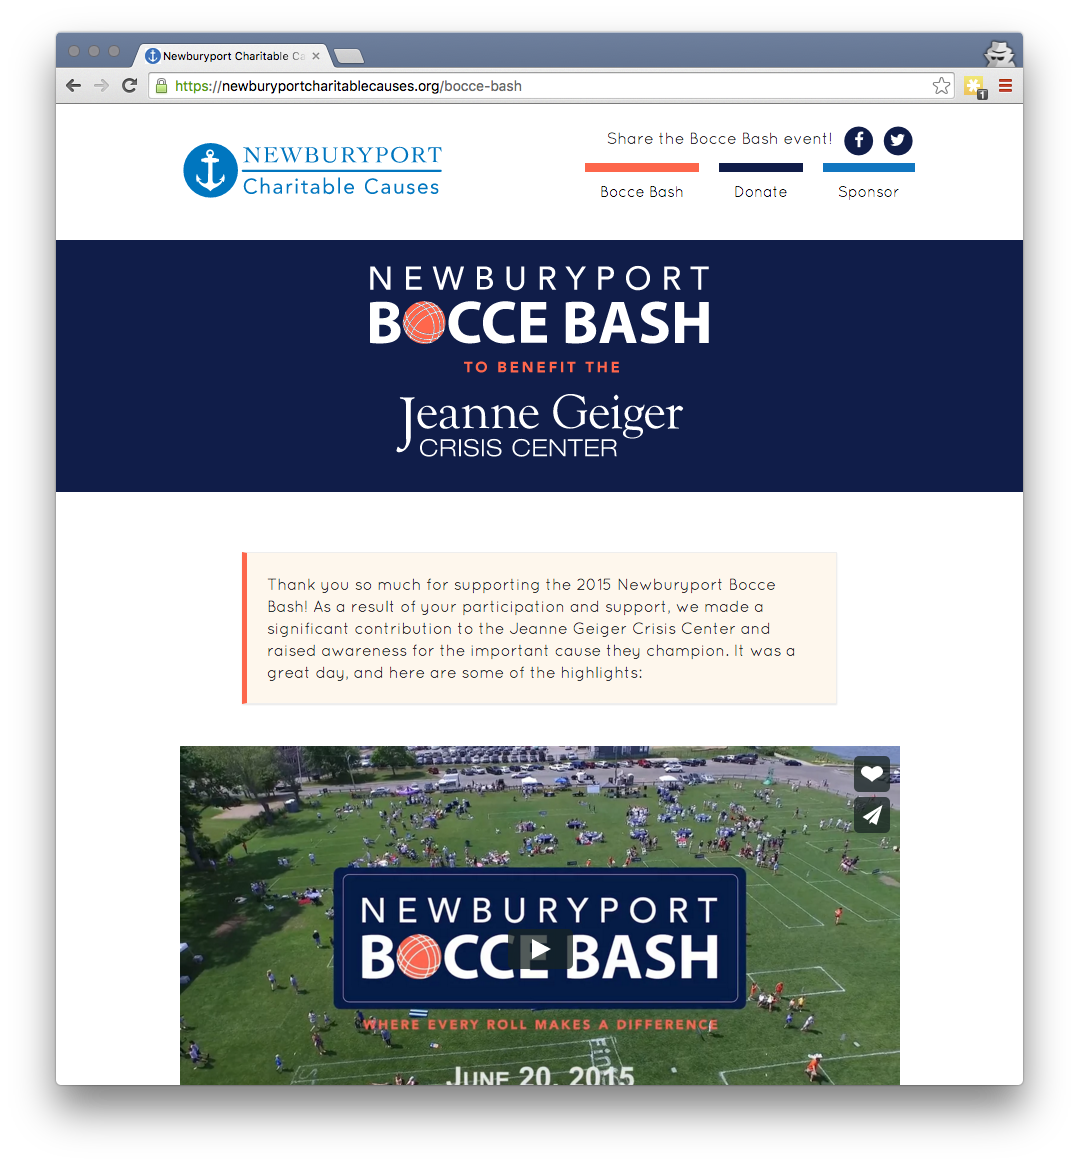 Newburyport Charitable Ca
https://newburyportcharitablecauses.org/bocce-bash
1
Share the Bocce Bash event!
NEWBURYPORT
Charitable Causes
Bocce Bash
Donate
Sponsor
NEWBURYPORT
BOCCE BASH
TO BENEFIT THE
Jeanne Geiger
CRISIS CENTER
Thank you so much for supporting the 2015 Newburyport Bocce
Bash! As a result of your participation and support, we made a
significant contribution to the Jeanne Geiger Crisis Center and
raised awareness for the important cause they champion. It was a
great day, and here are some of the highlights:
NEWBURYPORT
BOCCE BASH
WHERE EVERY ROLL MAKES A DIFFERENCE
JUNE 20, 2015